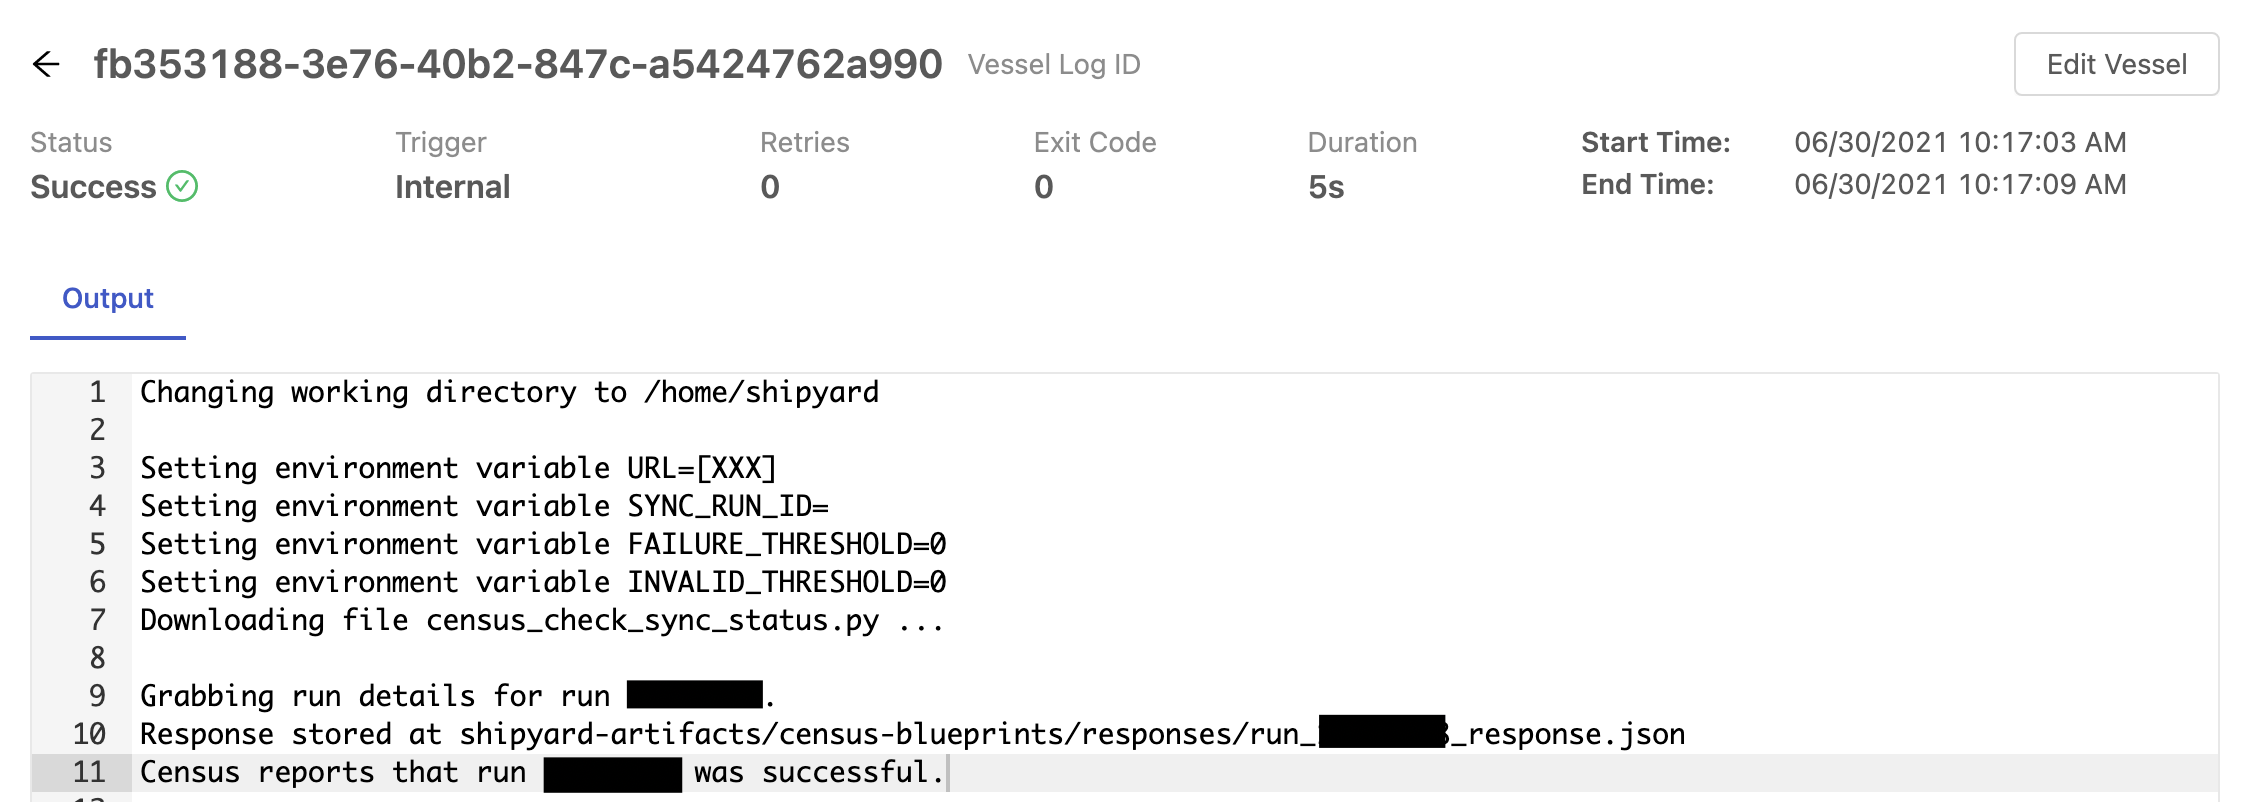 ← fb353188-3e76-40b2-847c-a5424762a990 Vessel Log ID Edit Vessel
Status Trigger Retries Exit Code Duration Start Time: 06/30/2021 10:17:03 AM
Success Internal 0 0 5s End Time: 06/30/2021 10:17:09 AM
Output
1 Changing working directory to /home/shipyard
2
3 Setting environment variable URL=[XXX]
4 Setting environment variable SYNC_RUN_ID=
5 Setting environment variable FAILURE_THRESHOLD=0
6 Setting environment variable INVALID_THRESHOLD=0
7 Downloading file census_check_sync_status.py ...
8
9 Grabbing run details for run .
10 Response stored at shipyard-artifacts/census-blueprints/responses/run_ _response.json
11 Census reports that run was successful.